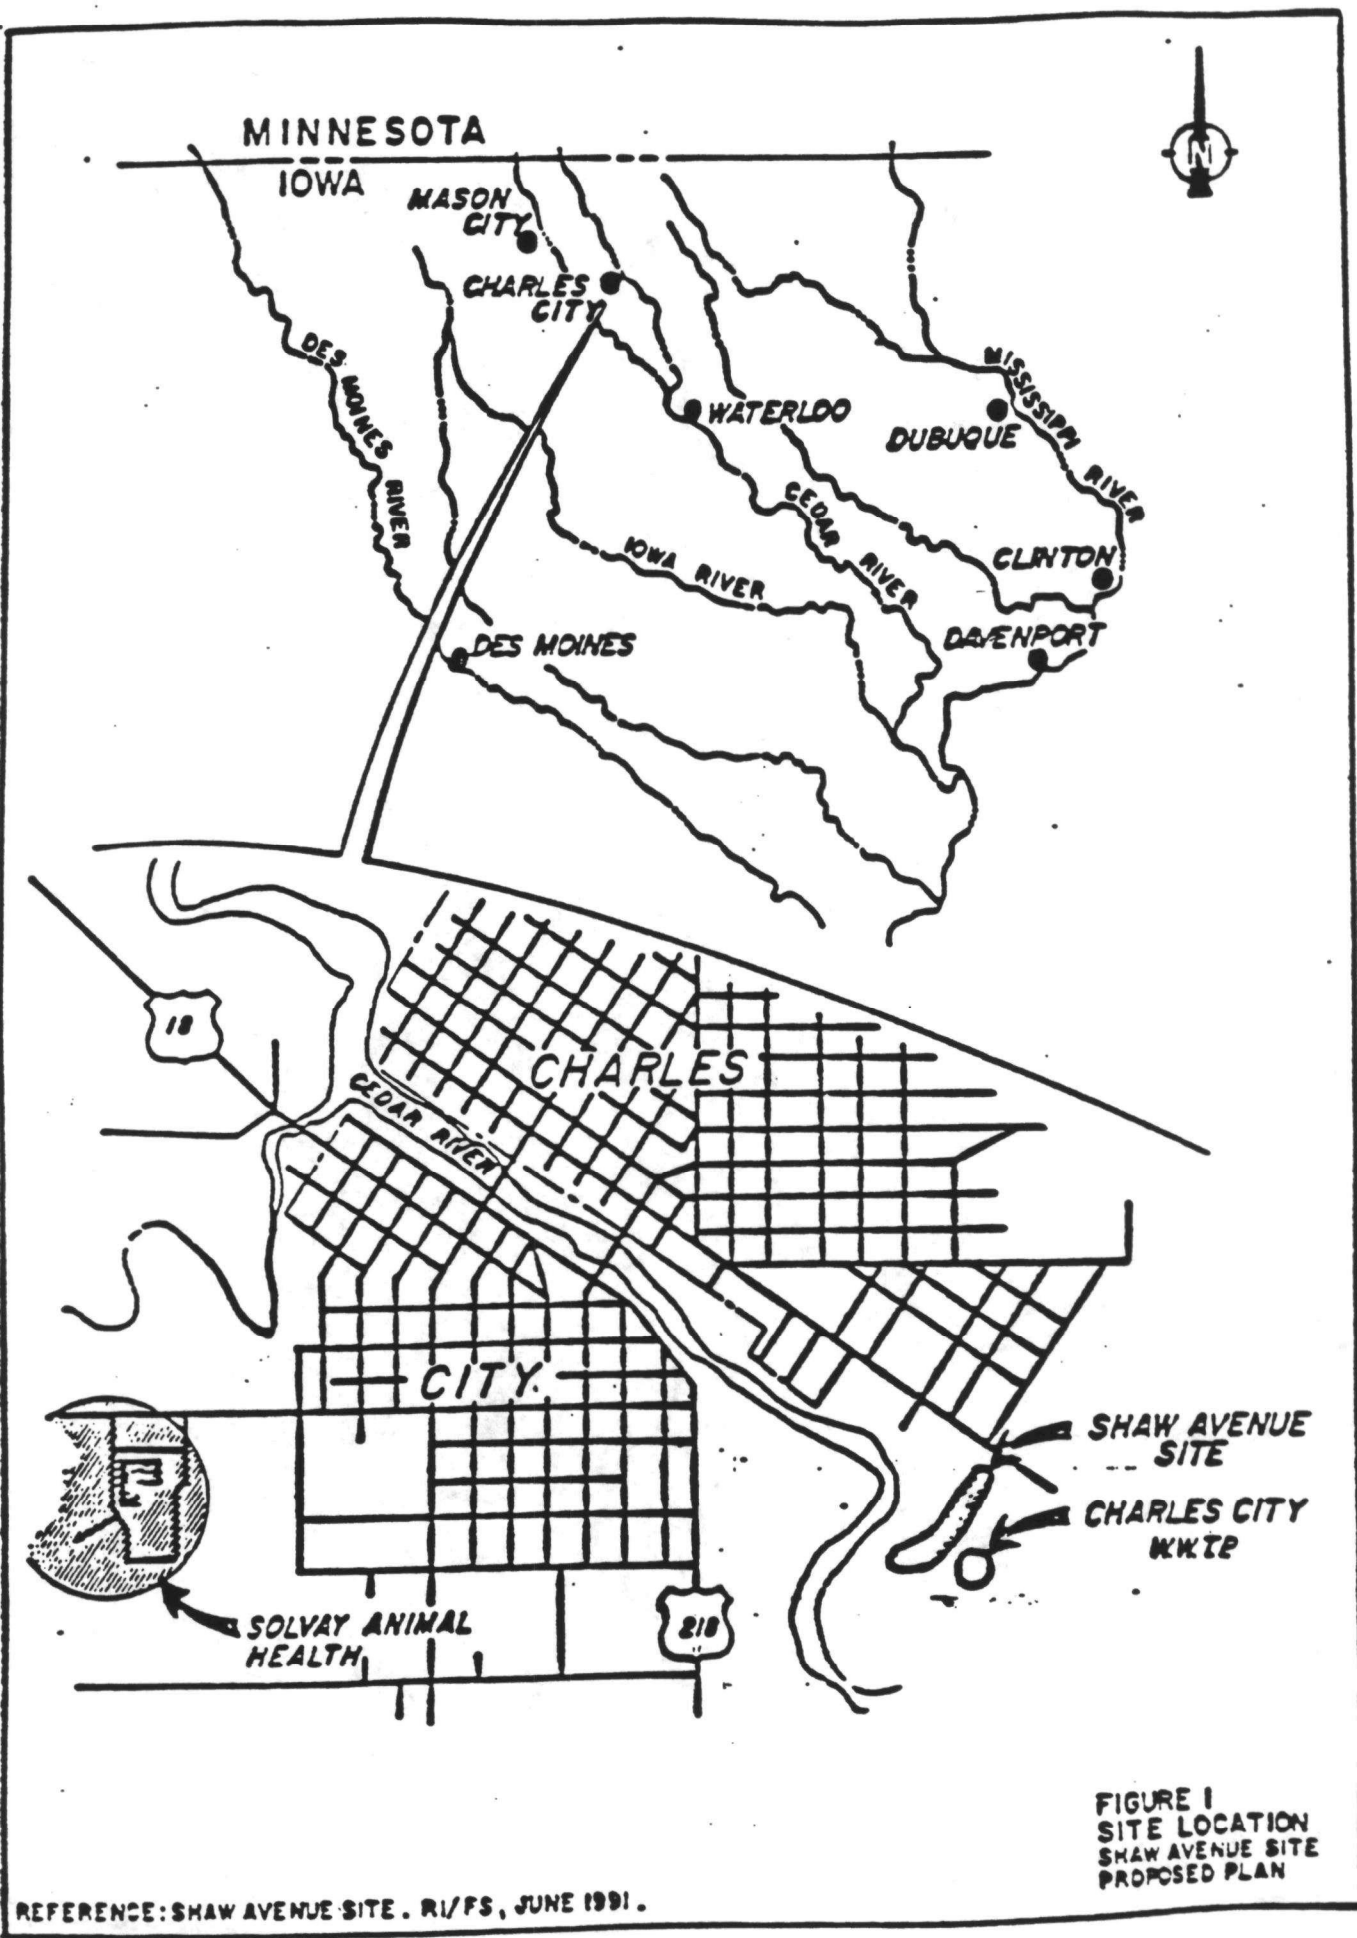 MINNESOTA
IOWA
N
MASON
CITY
CHARLES
CITY
DES MOINES RIVER
WATERLOO
DUBUQUE
MISSISSIPPI RIVER
CEDAR RIVER
IOWA RIVER
CLINTON
DAVENPORT
DES MOINES
18
CHARLES
CEDAR RIVER
CITY
SHAW AVENUE
SITE
CHARLES CITY
W.W.T.P
SOLVAY ANIMAL
HEALTH
218
FIGURE 1
SITE LOCATION
SHAW AVENUE SITE
PROPOSED PLAN
REFERENCE: SHAW AVENUE SITE. RI/FS, JUNE 1991.